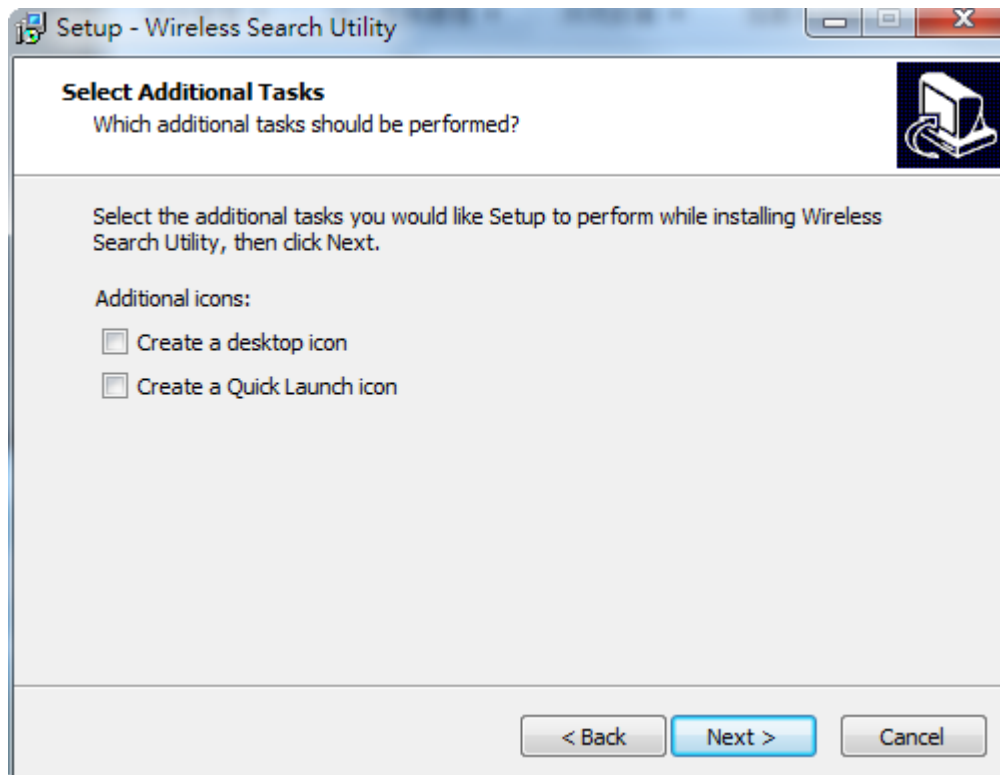 Setup - Wireless Search Utility
Select Additional Tasks
Which additional tasks should be performed?
Select the additional tasks you would like Setup to perform while installing Wireless
Search Utility, then click Next.
Additional icons:
Create a desktop icon
Create a Quick Launch icon
< Back
Next >
Cancel